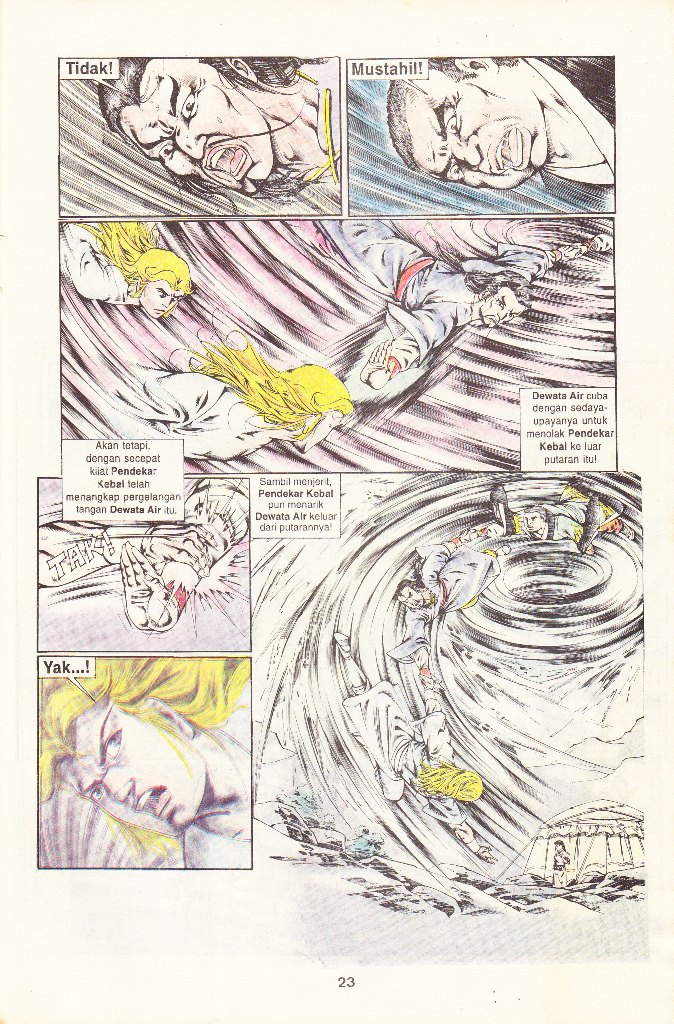 Tidak!
Mustahil!
Dewata Air cuba
dengan sedaya-
upayanya untuk
menolak Pendekar
Kebal ke luar
putaran itu!
Akan tetapi,
dengan secepat
kilat Pendekar
Kebal telah
menangkap pergelangan
tangan Dewata Air itu.
TAK!
Sambil menjerit,
Pendekar Kebal
pun menarik
Dewata Air keluar
dari putarannya!
Yak...!
23